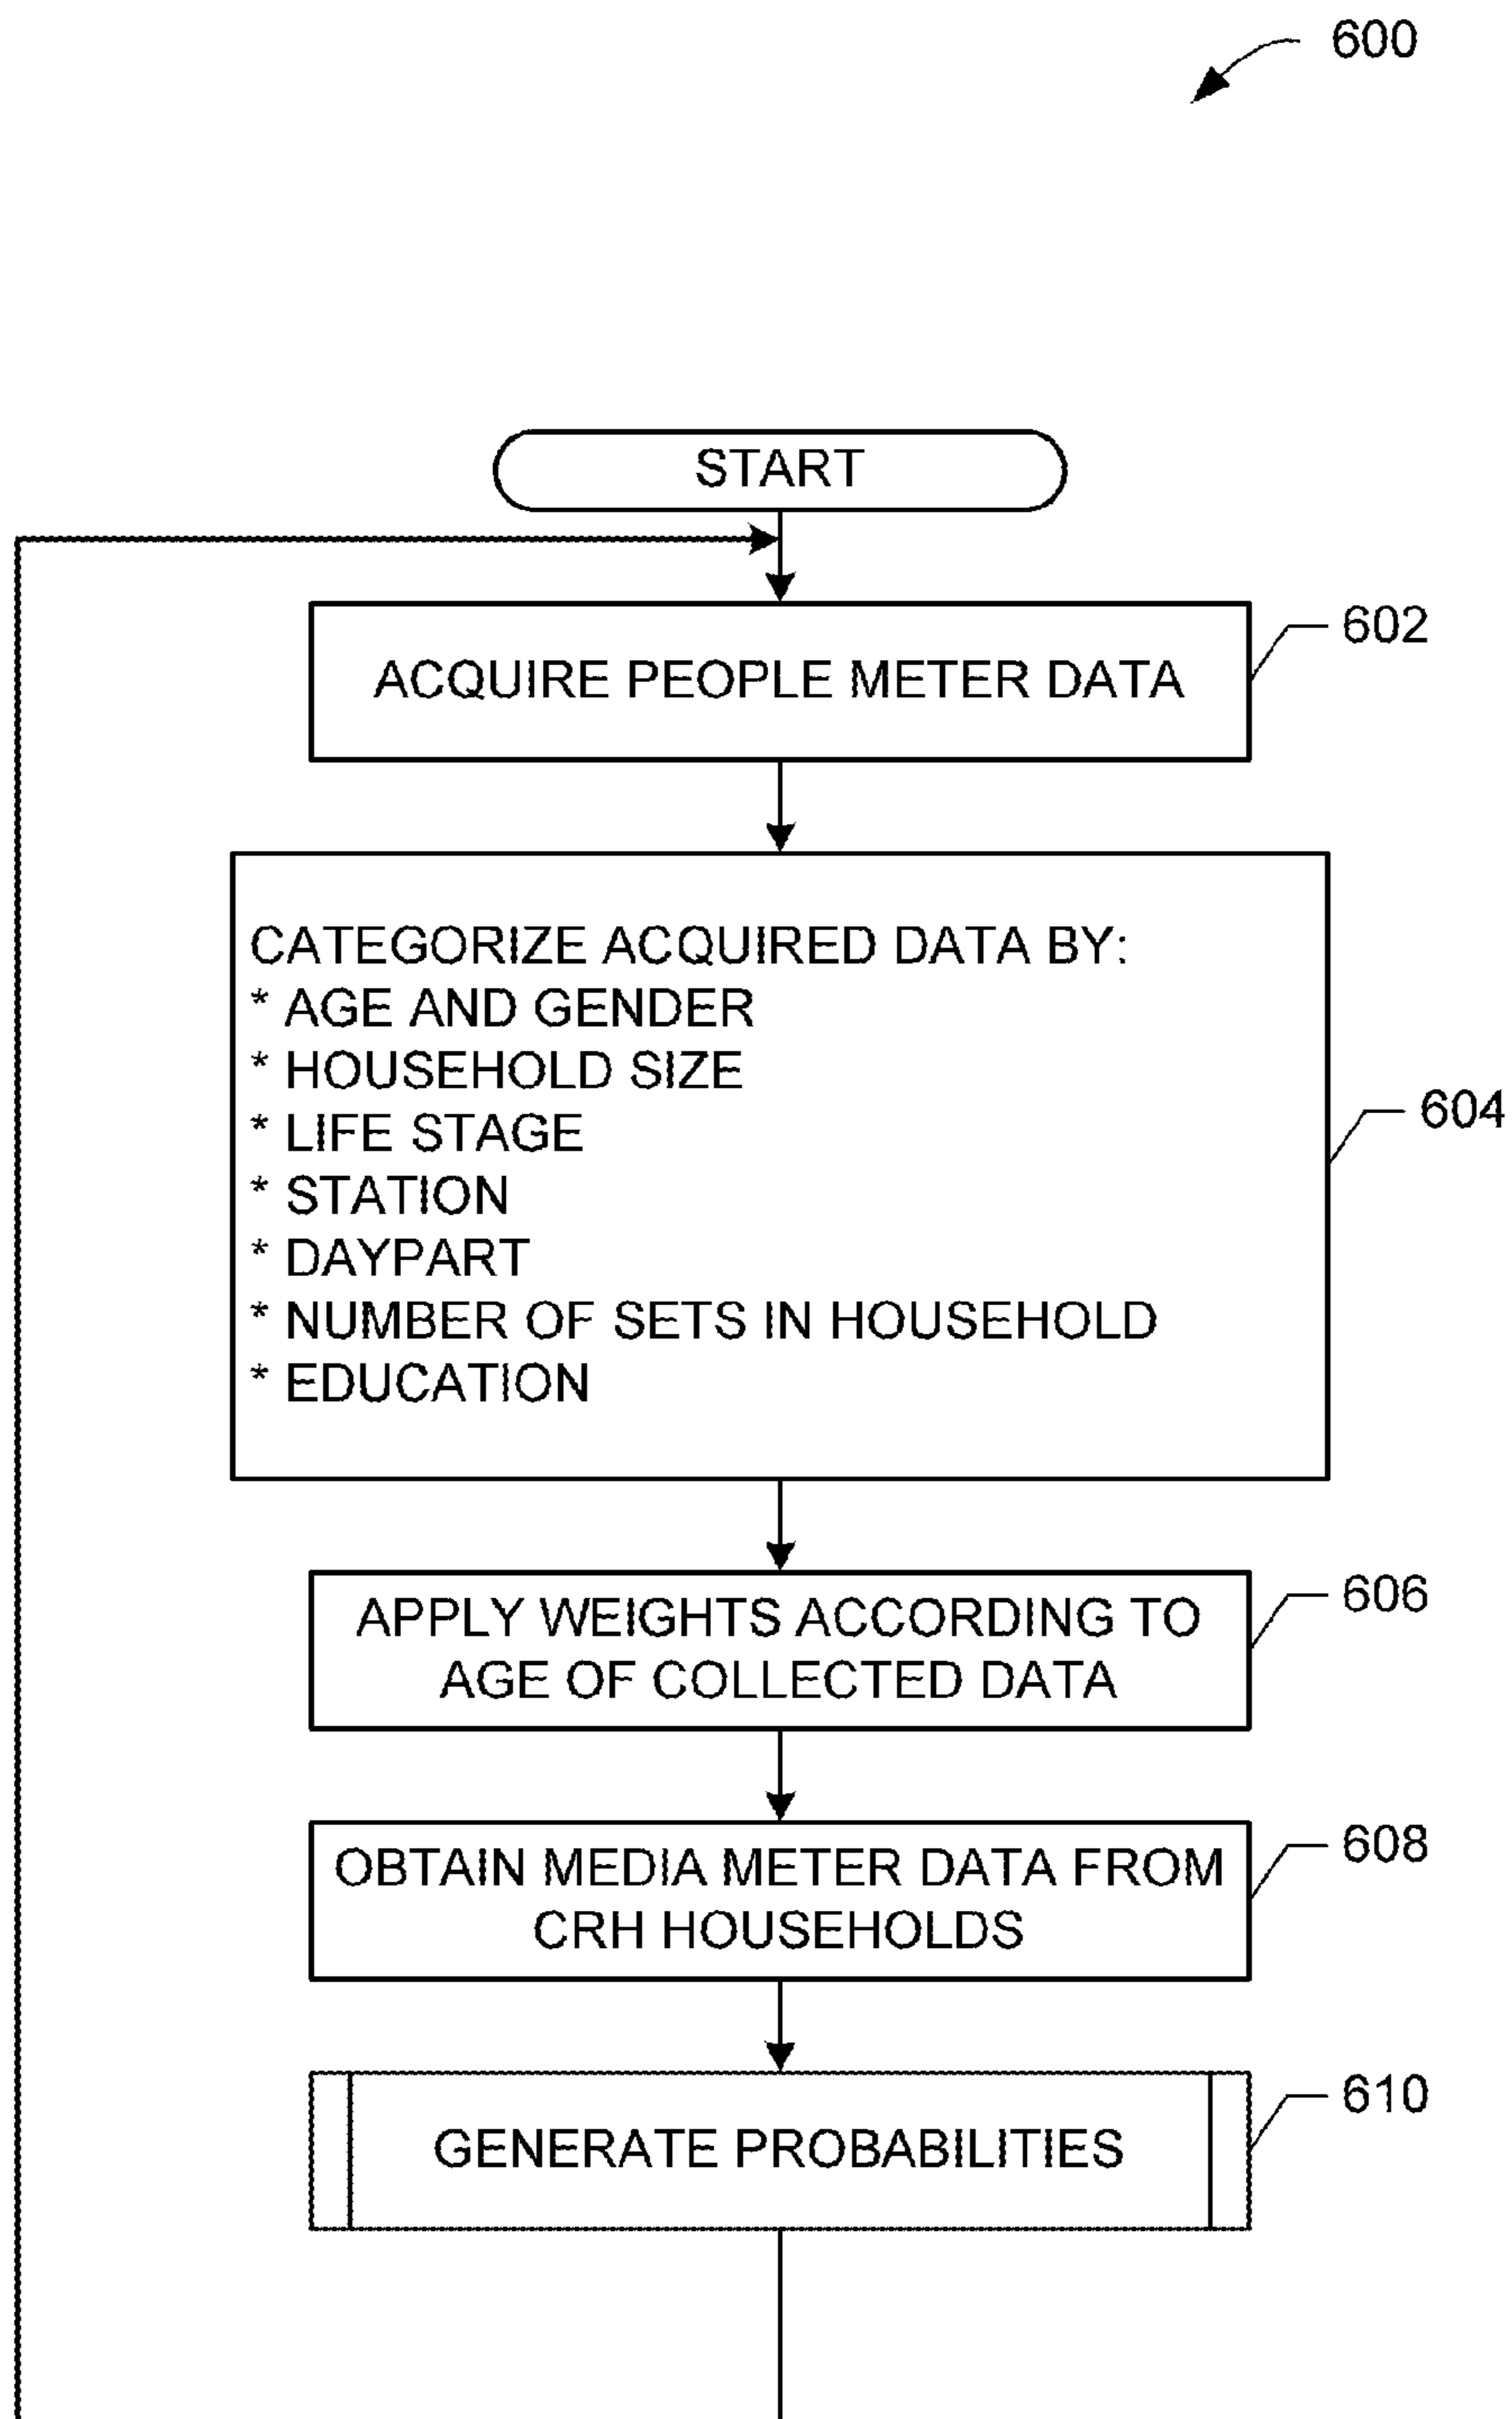 600
START
602
ACQUIRE PEOPLE METER DATA
CATEGORIZE ACQUIRED DATA BY:
* AGE AND GENDER
* HOUSEHOLD SIZE
* LIFE STAGE
604
* STATION
* DAYPART
* NUMBER OF SETS IN HOUSEHOLD
* EDUCATION
606
APPLY WEIGHTS ACCORDING TO
AGE OF COLLECTED DATA
608
OBTAIN MEDIA METER DATA FROM
CRH HOUSEHOLDS
610
GENERATE PROBABILITIES